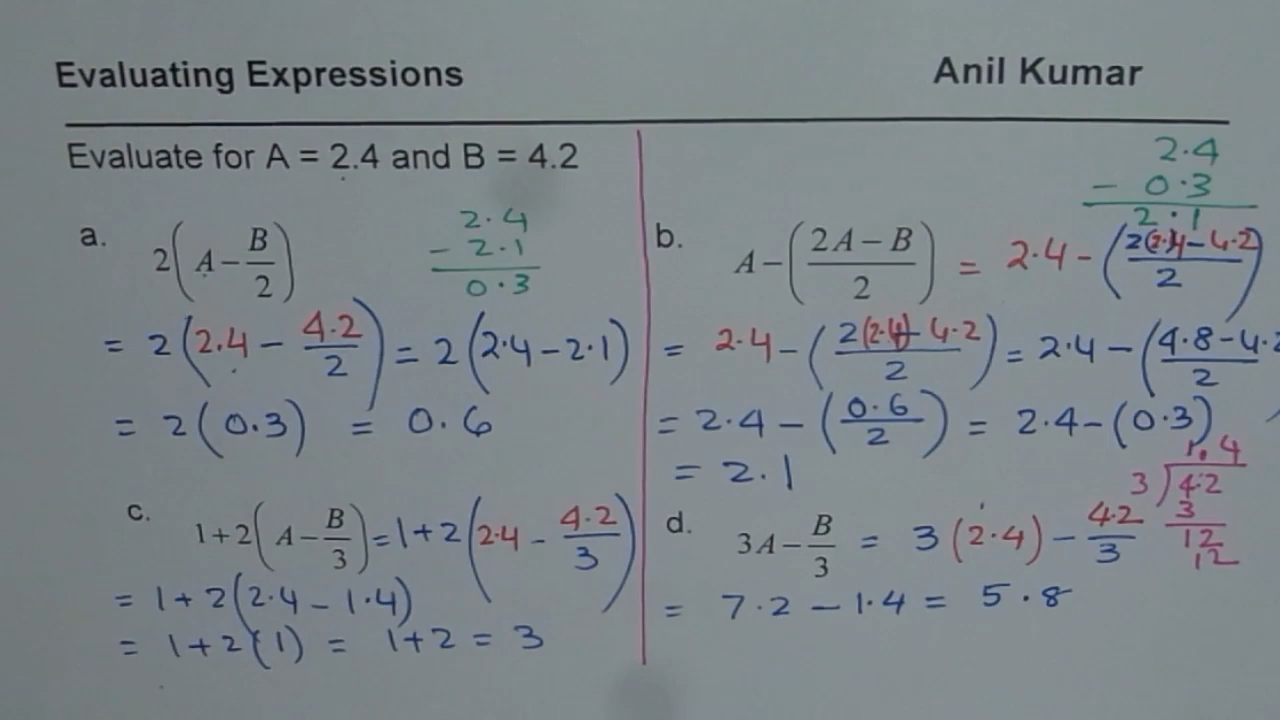 Evaluating Expressions Anil Kumar
Evaluate for A = 2.4 and B = 4.2
a. 2(A - B/2)
2.4
- 2.1
0.3
= 2(2.4 - 4.2/2) = 2(2.4 - 2.1)
= 2(0.3) = 0.6
b. A - ((2A - B)/2) = 2.4 - ((2(2.4) - 4.2)/2)
2.4
- 0.3
2.1
= 2.4 - ((2(2.4) - 4.2)/2) = 2.4 - ((4.8 - 4.2)/2
= 2.4 - (0.6/2) = 2.4 - (0.3)
= 2.1
c. 1 + 2(A - B/3) = 1 + 2(2.4 - 4.2/3)
= 1 + 2(2.4 - 1.4)
= 1 + 2(1) = 1 + 2 = 3
d. 3A - B/3 = 3(2.4) - 4.2/3
1.4
3)4.2
3
12
12
= 7.2 - 1.4 = 5.8